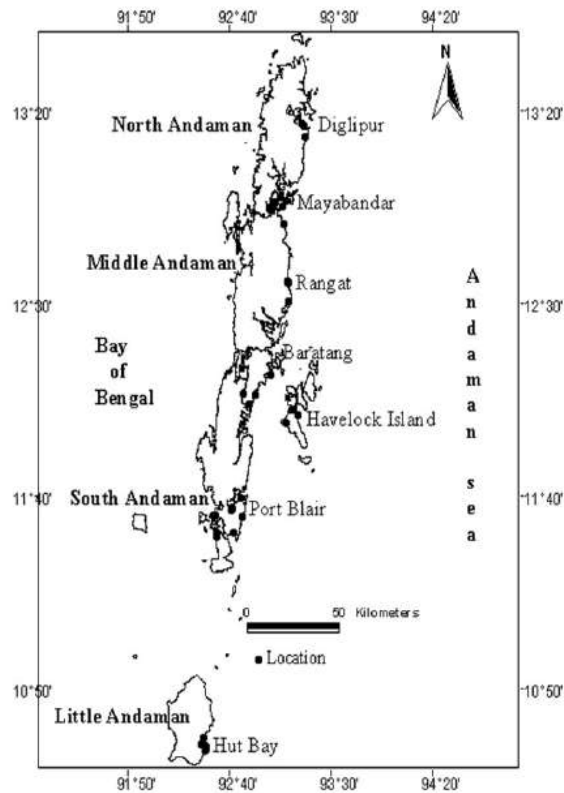 91°50' 92°40' 93°30' 94°20'
N
13°20' 13°20'
North Andaman Diglipur
Mayabandar
Middle Andaman
Rangat
12°30' 12°30'
Andaman sea
Baratang
Bay
of
Bengal
Havelock Island
11°40' 11°40'
South Andaman Port Blair
0 50 Kilometers
Location
10°50' 10°50'
Little Andaman
Hut Bay
91°50' 92°40' 93°30' 94°20'